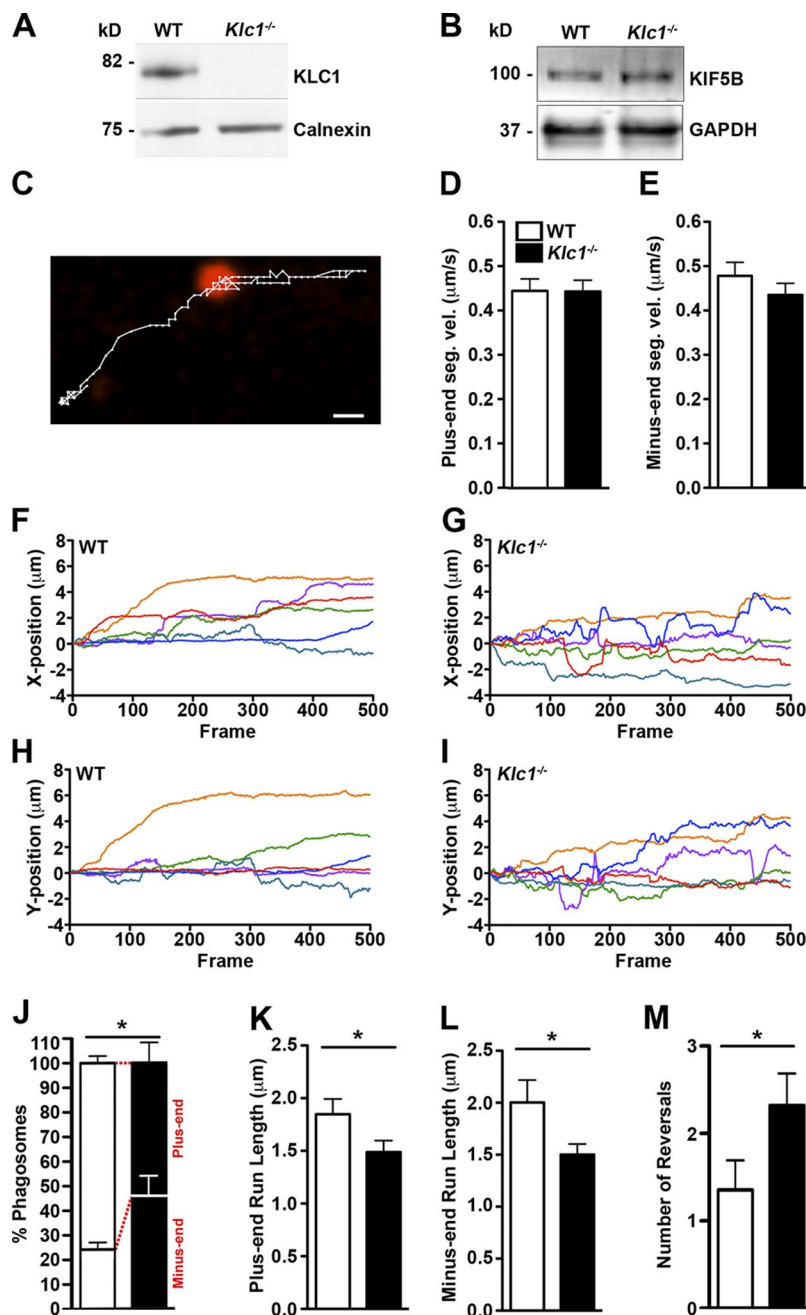 A
kD
WT
Klc1-/-
82 -
KLC1
75 -
Calnexin
B
kD
WT
Klc1-/-
100 -
KIF5B
37 -
GAPDH
C
D
0.6
0.5
0.4
0.3
0.2
0.1
0.0
Plus-end seg. vel. (μm/s)
WT
Klc1-/-
E
0.6
0.5
0.4
0.3
0.2
0.1
0.0
Minus-end seg. vel. (μm/s)
F
WT
8
6
4
2
0
-2
-4
X-position (μm)
0 100 200 300 400 500
Frame
G
Klc1-/-
8
6
4
2
0
-2
-4
X-position (μm)
0 100 200 300 400 500
Frame
H
WT
8
6
4
2
0
-2
-4
Y-position (μm)
0 100 200 300 400 500
Frame
I
Klc1-/-
8
6
4
2
0
-2
-4
Y-position (μm)
0 100 200 300 400 500
Frame
J
*
110
100
90
80
70
60
50
40
30
20
10
0
% Phagosomes
Plus-end
Minus-end
K
*
2.5
2.0
1.5
1.0
0.5
0.0
Plus-end Run Length (μm)
L
*
2.5
2.0
1.5
1.0
0.5
0.0
Minus-end Run Length (μm)
M
*
3
2
1
0
Number of Reversals